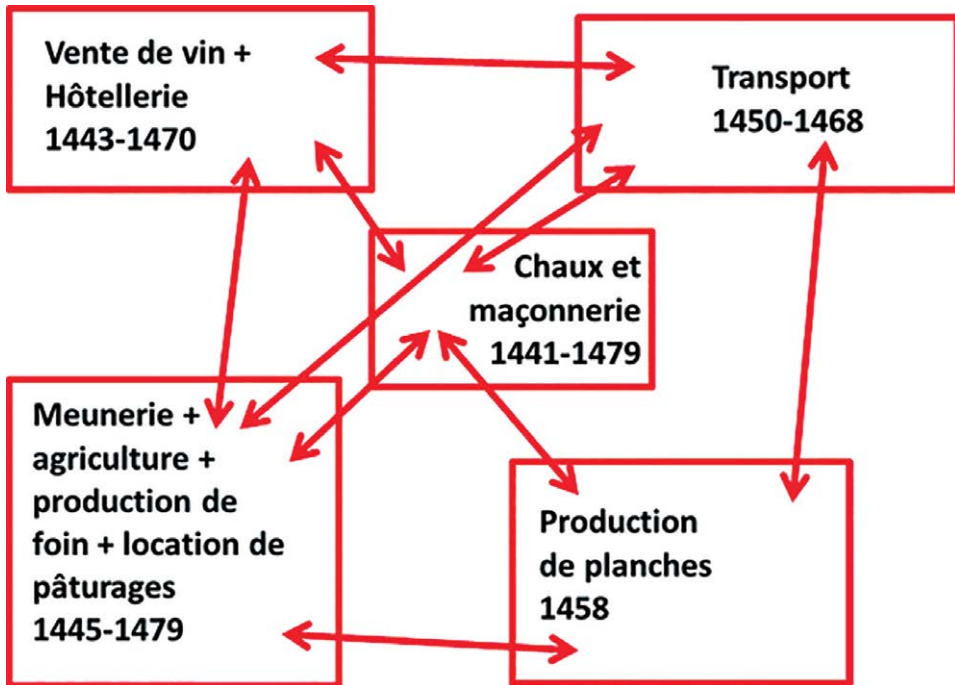 Vente de vin +
Hôtellerie
1443-1470
Transport
1450-1468
Chaux et
maçonnerie
1441-1479
Meunerie +
agriculture +
production de
foin + location de
pâturages
1445-1479
Production
de planches
1458